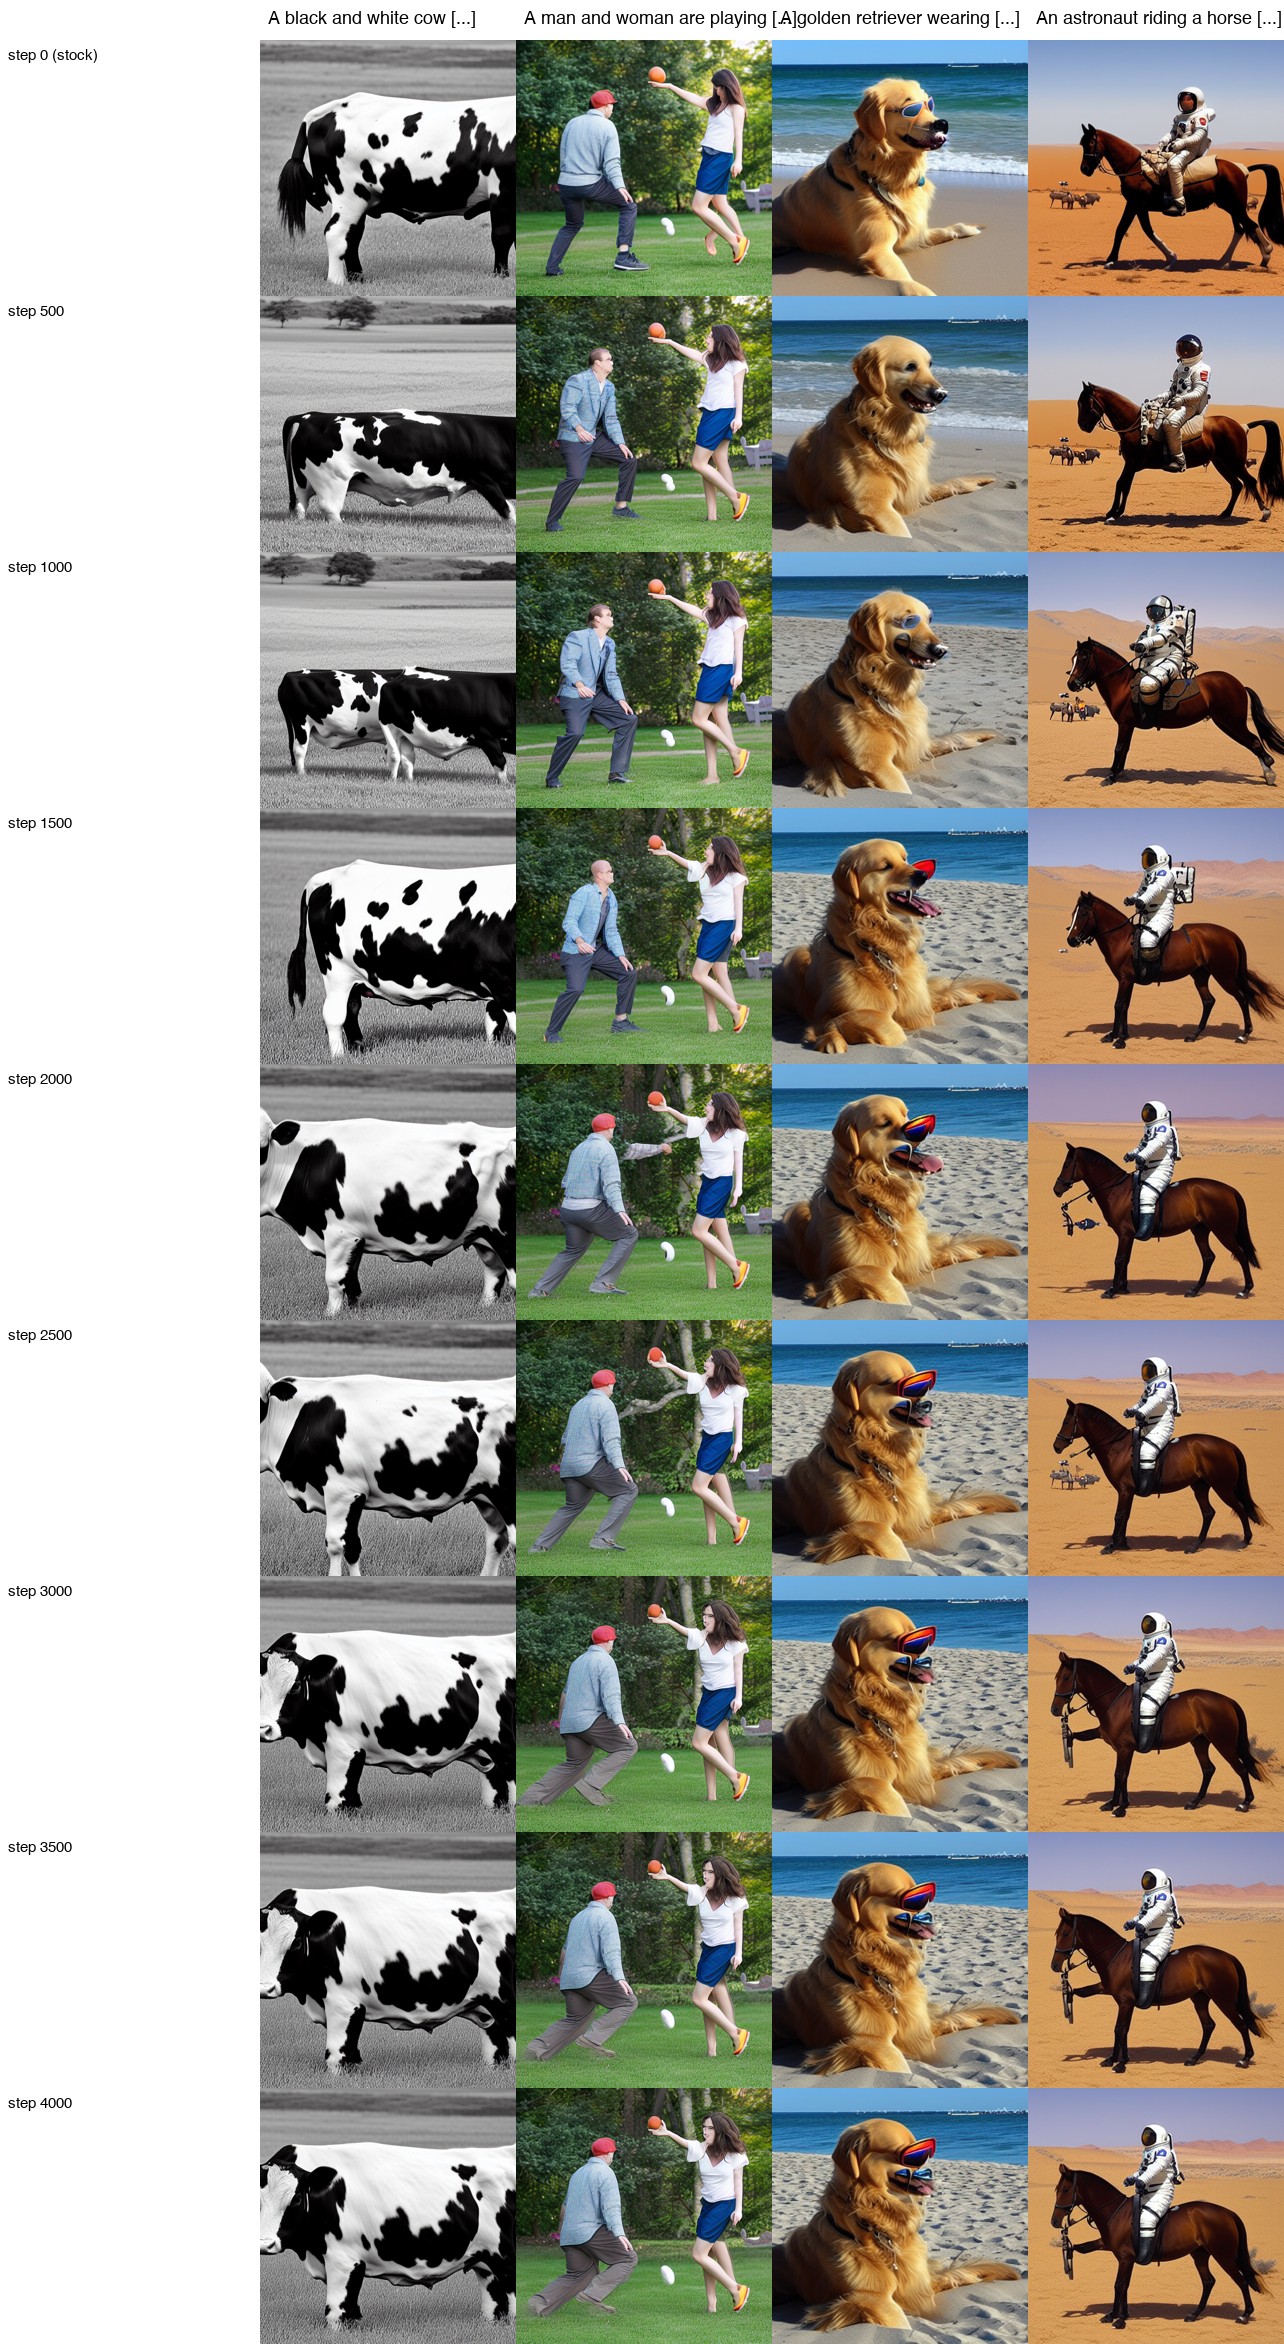 A black and white cow [...]
A man and woman are playing [...]
A golden retriever wearing [...]
An astronaut riding a horse [...]
step 0 (stock)
step 500
step 1000
step 1500
step 2000
step 2500
step 3000
step 3500
step 4000